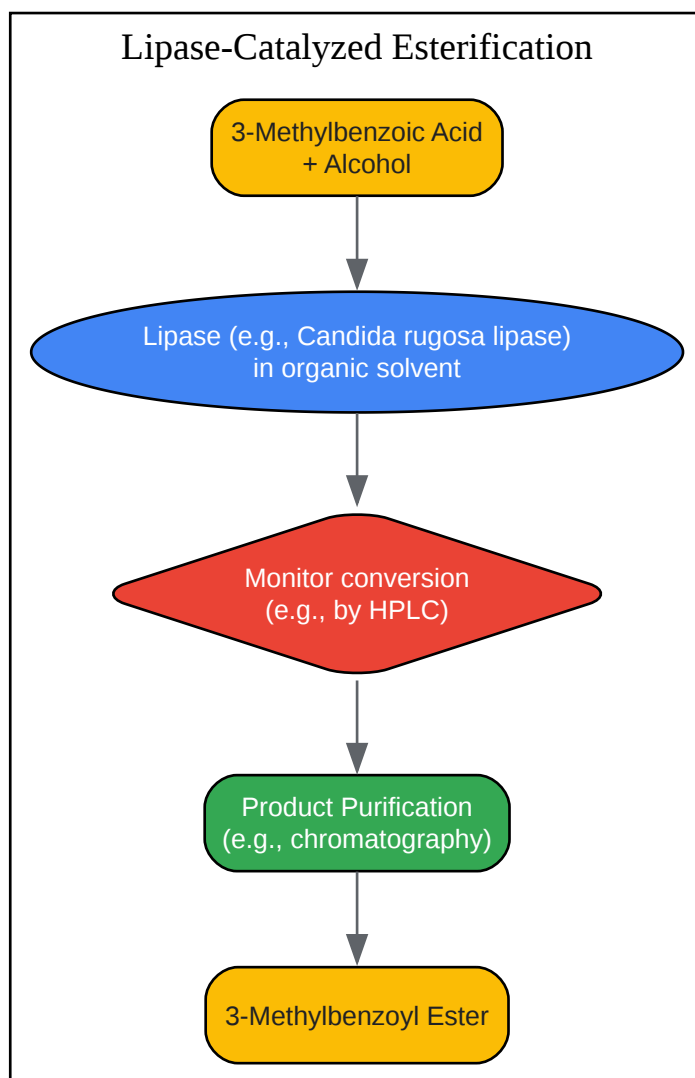 Lipase-Catalyzed Esterification
3-Methylbenzoic Acid
+ Alcohol
Lipase (e.g., Candida rugosa lipase)
in organic solvent
Monitor conversion
(e.g., by HPLC)
Product Purification
(e.g., chromatography)
3-Methylbenzoyl Ester